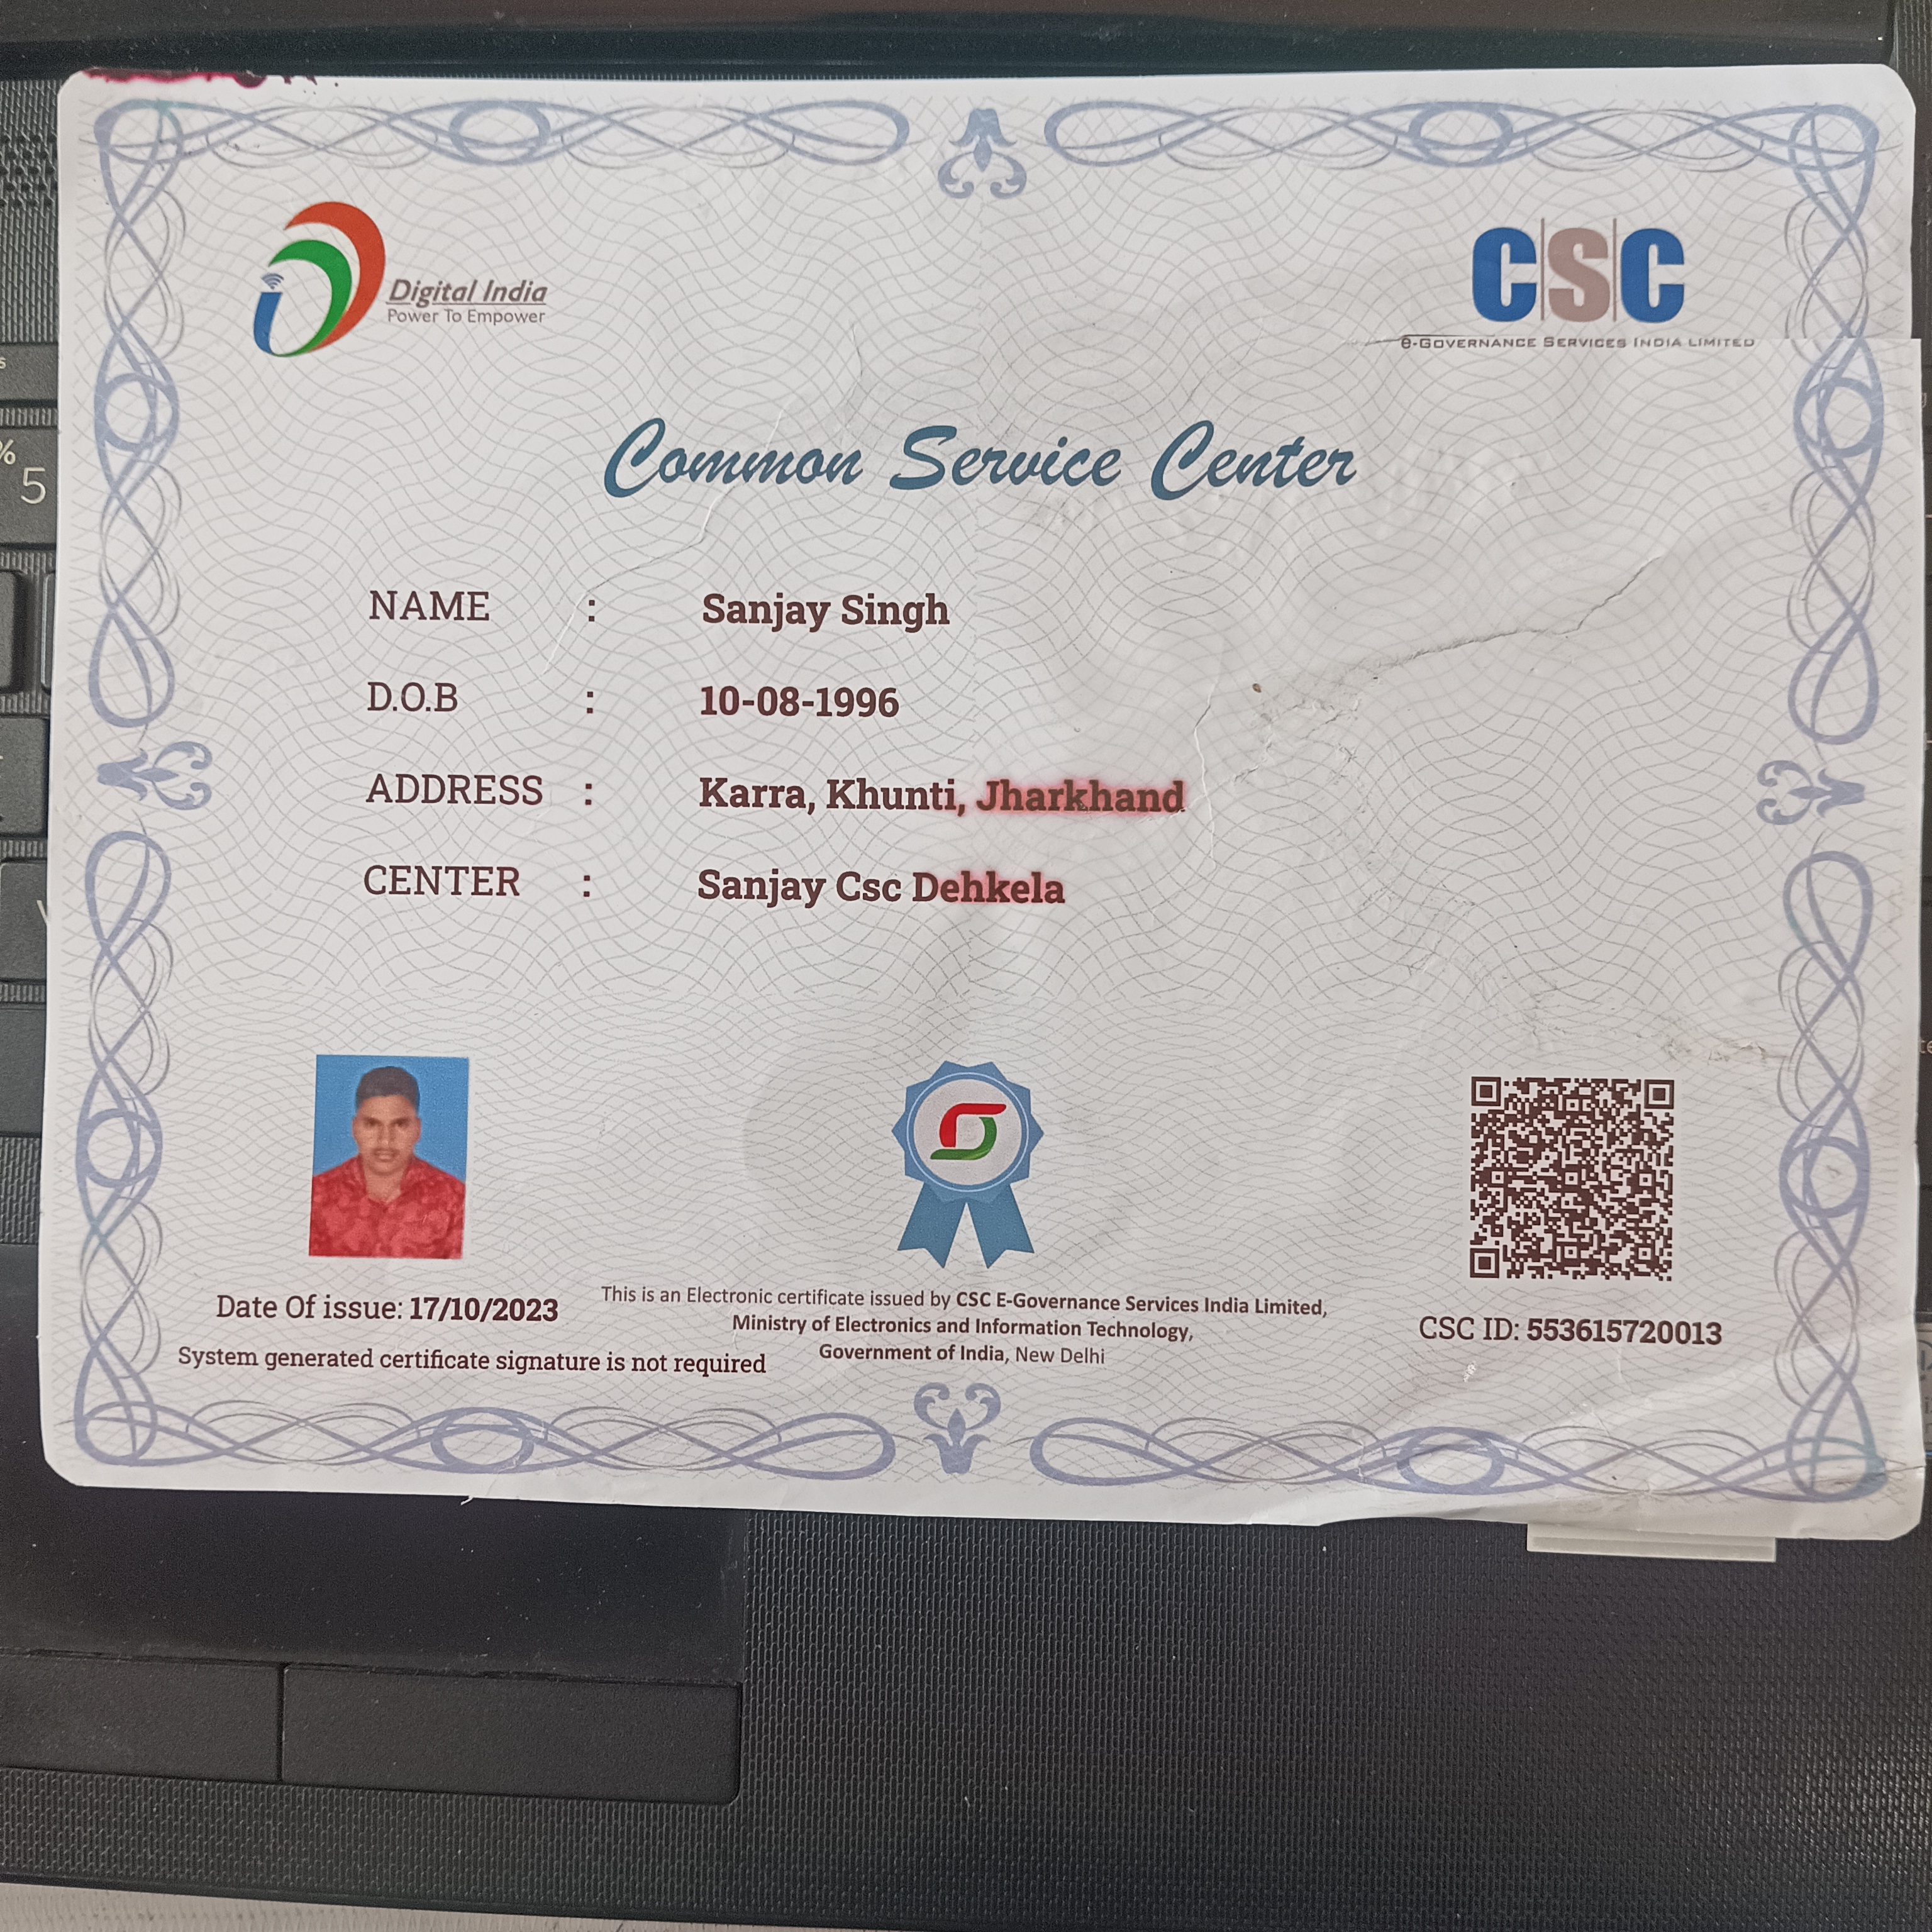 Digital India
Power To Empower
CSC
e-Governance Services India Limited
Common Service Center
NAME : Sanjay Singh
D.O.B : 10-08-1996
ADDRESS : Karra, Khunti, Jharkhand
CENTER : Sanjay Csc Dehkela
Date Of issue: 17/10/2023
System generated certificate signature is not required
This is an Electronic certificate issued by CSC E-Governance Services India Limited,
Ministry of Electronics and Information Technology,
Government of India, New Delhi
CSC ID: 553615720013
%
5